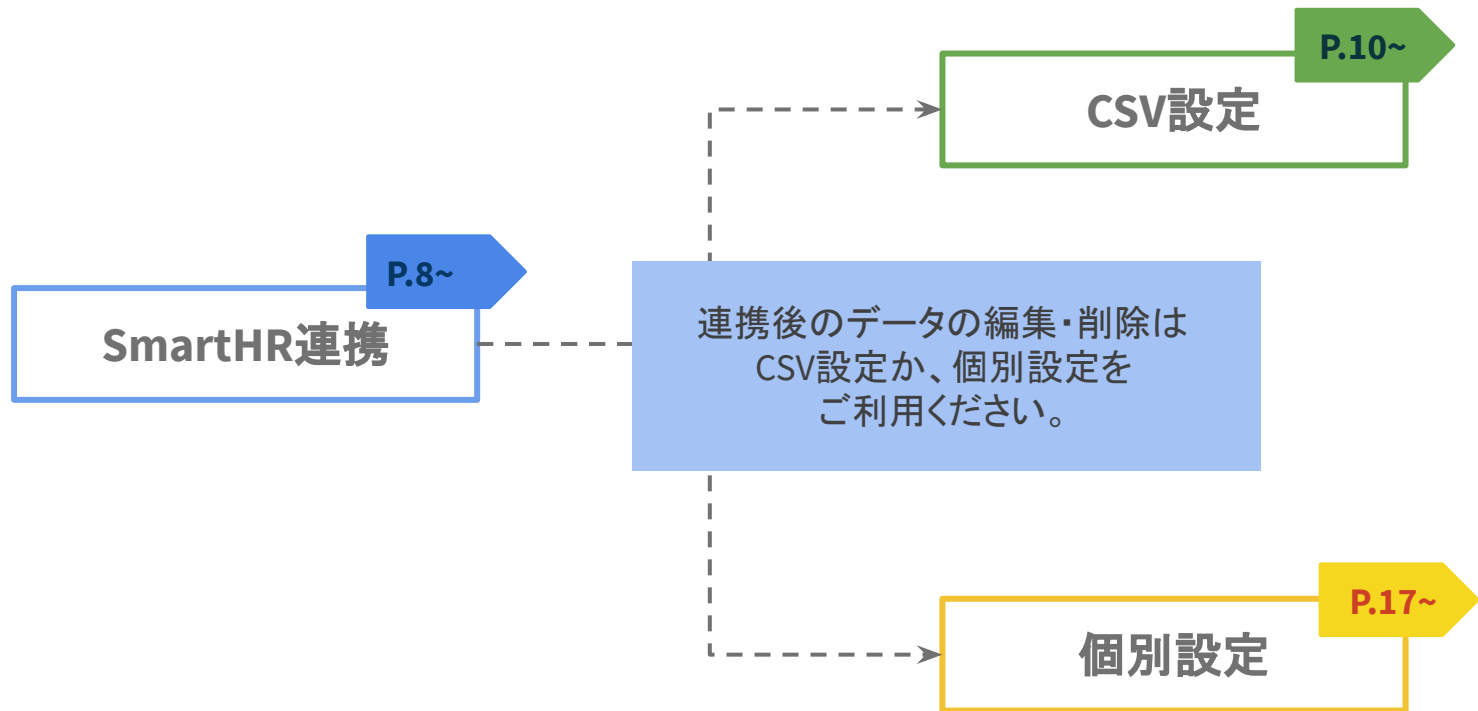 P.10~
CSV設定
P.8~
SmartHR連携
連携後のデータの編集・削除は
CSV設定か、個別設定を
ご利用ください。
P.17~
個別設定